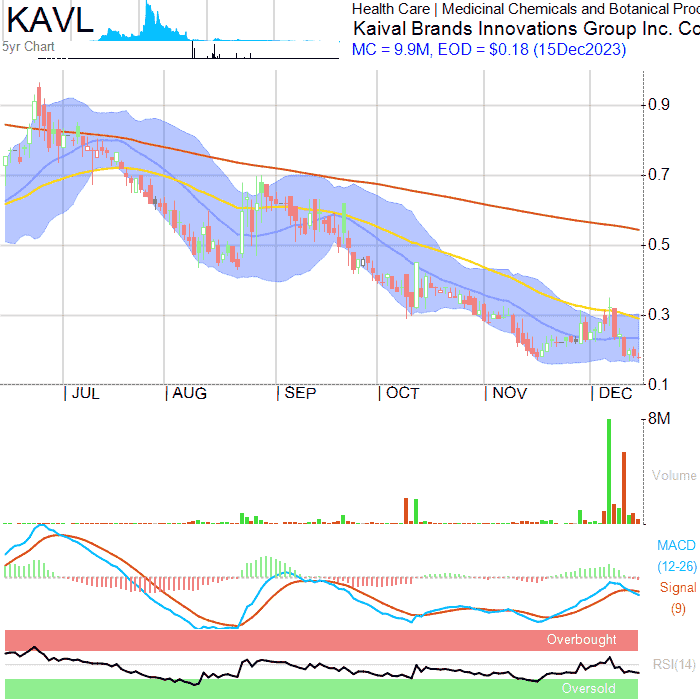 KAVL
5yr Chart
Health Care | Medicinal Chemicals and Botanical Proc
Kaival Brands Innovations Group Inc. Co
MC = 9.9M, EOD = $0.18 (15Dec2023)
0.9
0.7
0.5
0.3
0.1
JUL AUG SEP OCT NOV DEC
8M
Volume
MACD
(12-26)
Signal
(9)
Overbought
RSI(14)
Oversold